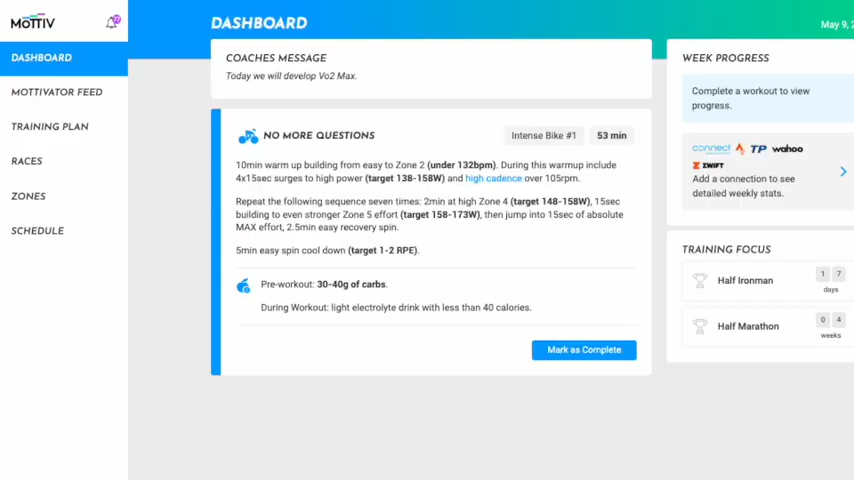 MŌTTIV
77
DASHBOARD
MOTTIVATOR FEED
TRAINING PLAN
RACES
ZONES
SCHEDULE
DASHBOARD
May 9, 2
COACHES MESSAGE
Today we will develop Vo2 Max.
NO MORE QUESTIONS
Intense Bike #1
53 min
10min warm up building from easy to Zone 2 (under 132bpm). During this warmup include
4x15sec surges to high power (target 138-158W) and high cadence over 105rpm.
Repeat the following sequence seven times: 2min at high Zone 4 (target 148-158W), 15sec
building to even stronger Zone 5 effort (target 158-173W), then jump into 15sec of absolute
MAX effort, 2.5min easy recovery spin.
5min easy spin cool down (target 1-2 RPE).
Pre-workout: 30-40g of carbs.
During Workout: light electrolyte drink with less than 40 calories.
Mark as Complete
WEEK PROGRESS
Complete a workout to view
progress.
connect TP wahoo
ZWIFT
Add a connection to see
detailed weekly stats.
TRAINING FOCUS
Half Ironman
1 7
days
Half Marathon
0 4
weeks